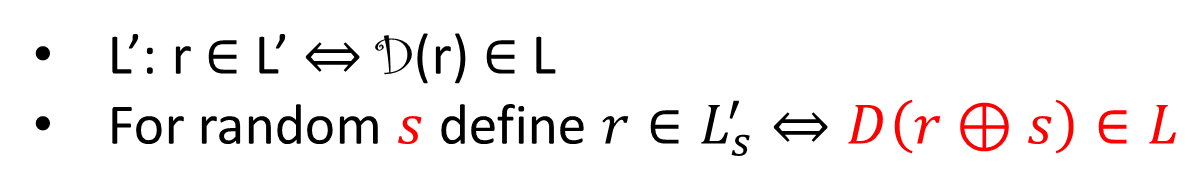 • L’: r ∈ L’ ⇔ 𝒟(r) ∈ L
• For random s define r ∈ L′ₛ ⇔ D(r ⊕ s) ∈ L